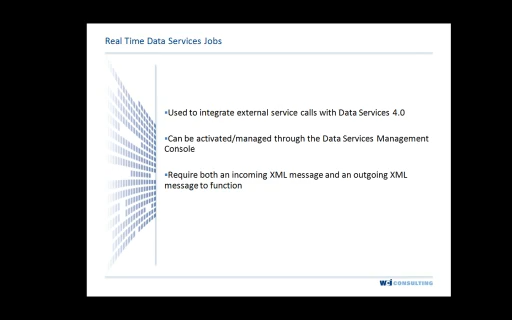 Real Time Data Services Jobs
▪Used to integrate external service calls with Data Services 4.0
▪Can be activated/managed through the Data Services Management
Console
▪Require both an incoming XML message and an outgoing XML
message to function
CONSULTING